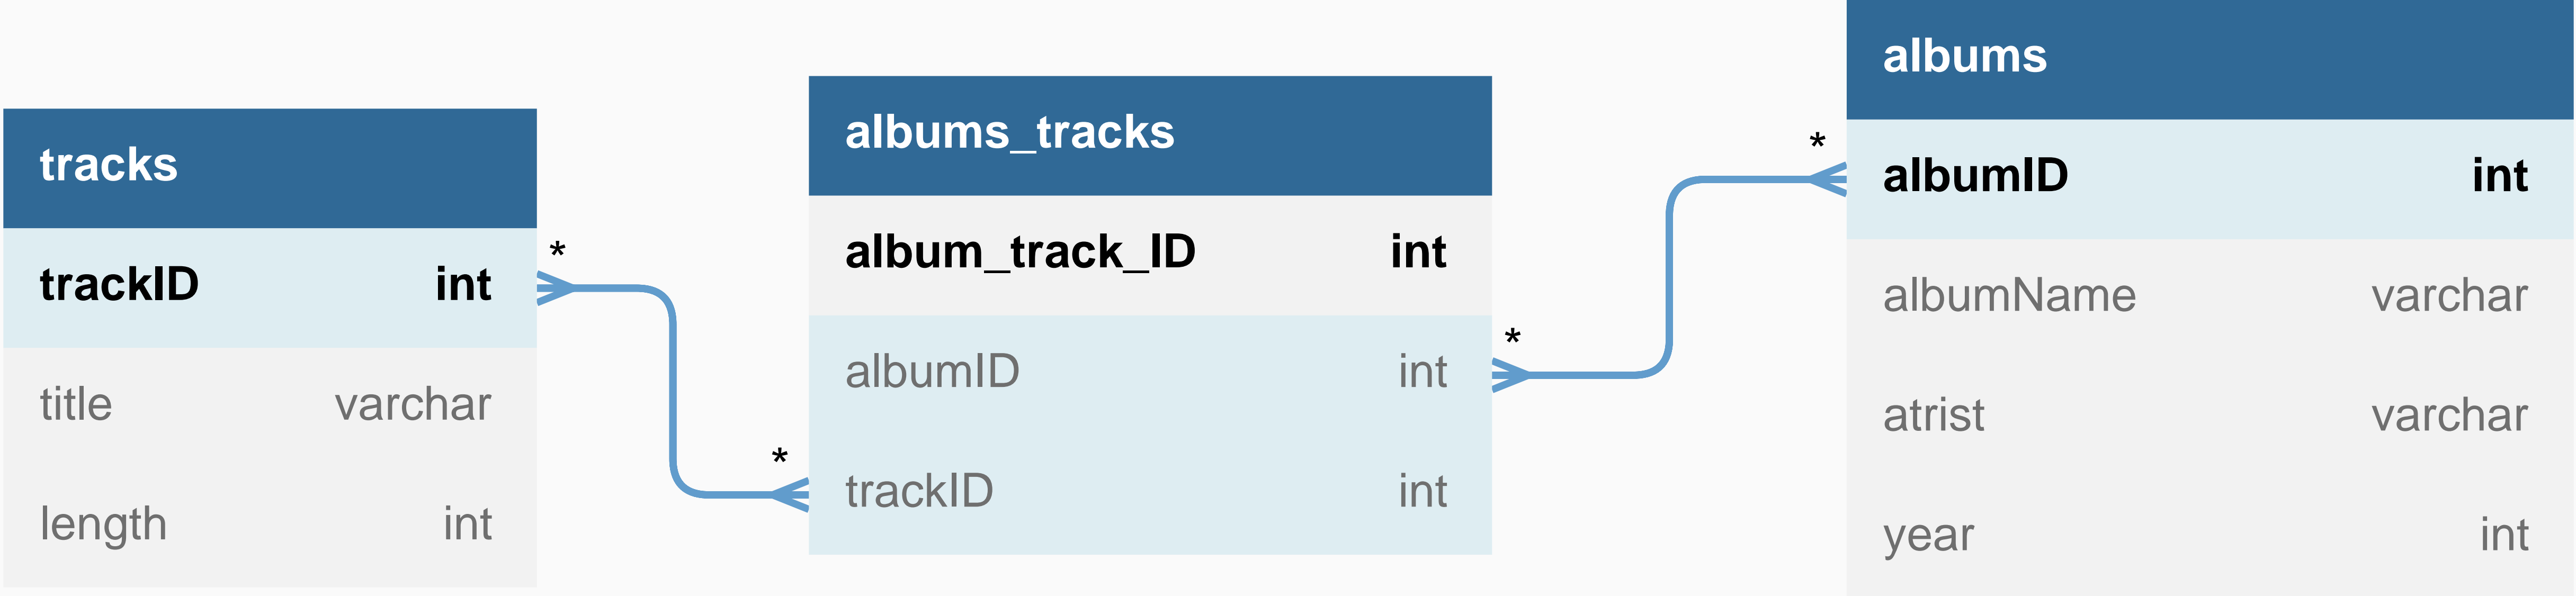 tracks
trackID int
title varchar
length int
*
*
albums_tracks
album_track_ID int
albumID int
trackID int
*
*
albums
albumID int
albumName varchar
atrist varchar
year int